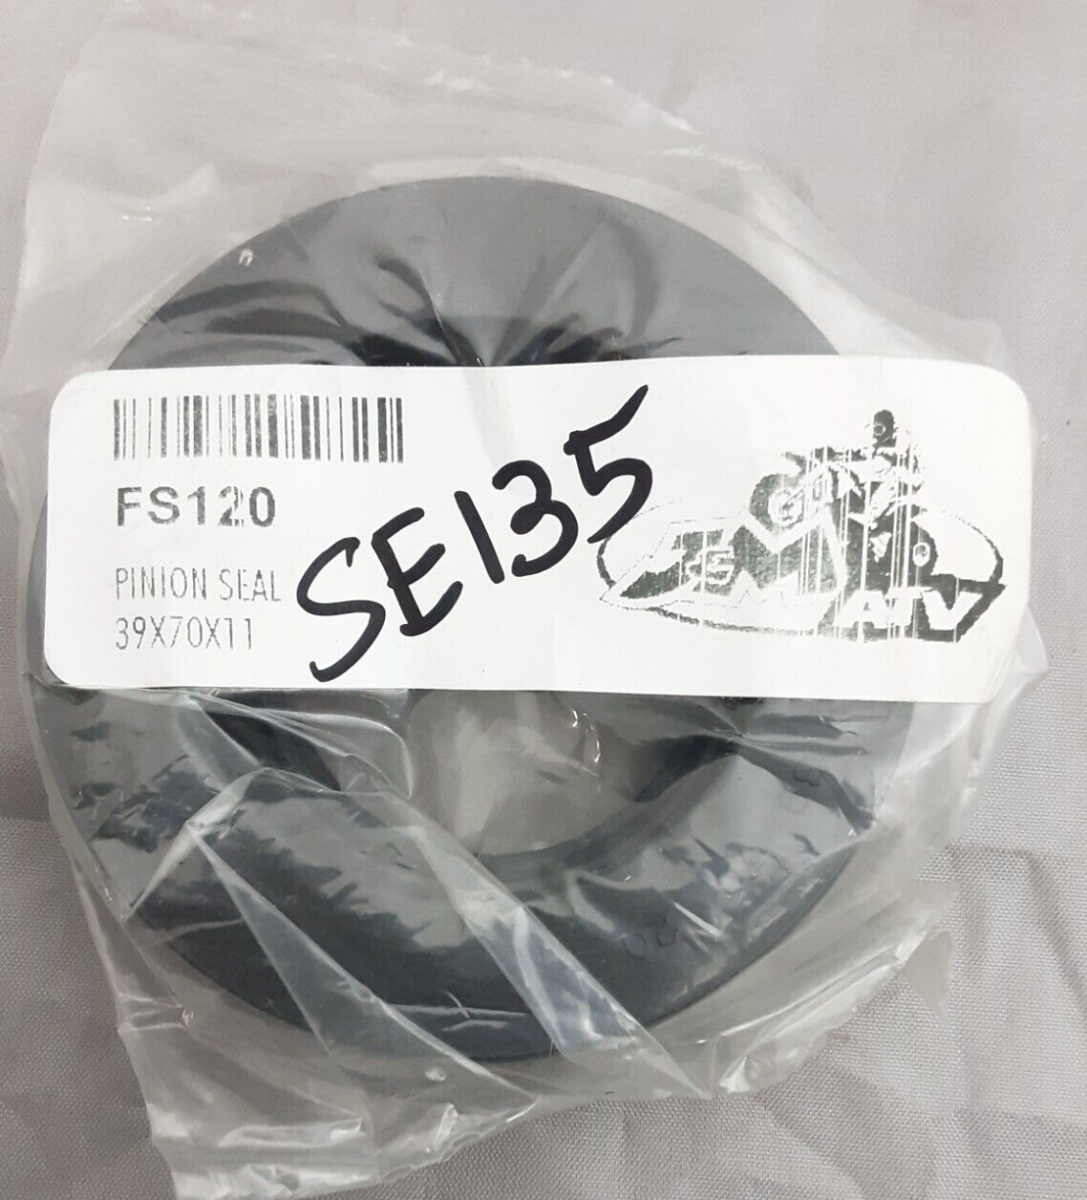 FS120
PINION SEAL
39X70X11
SE135
ATV